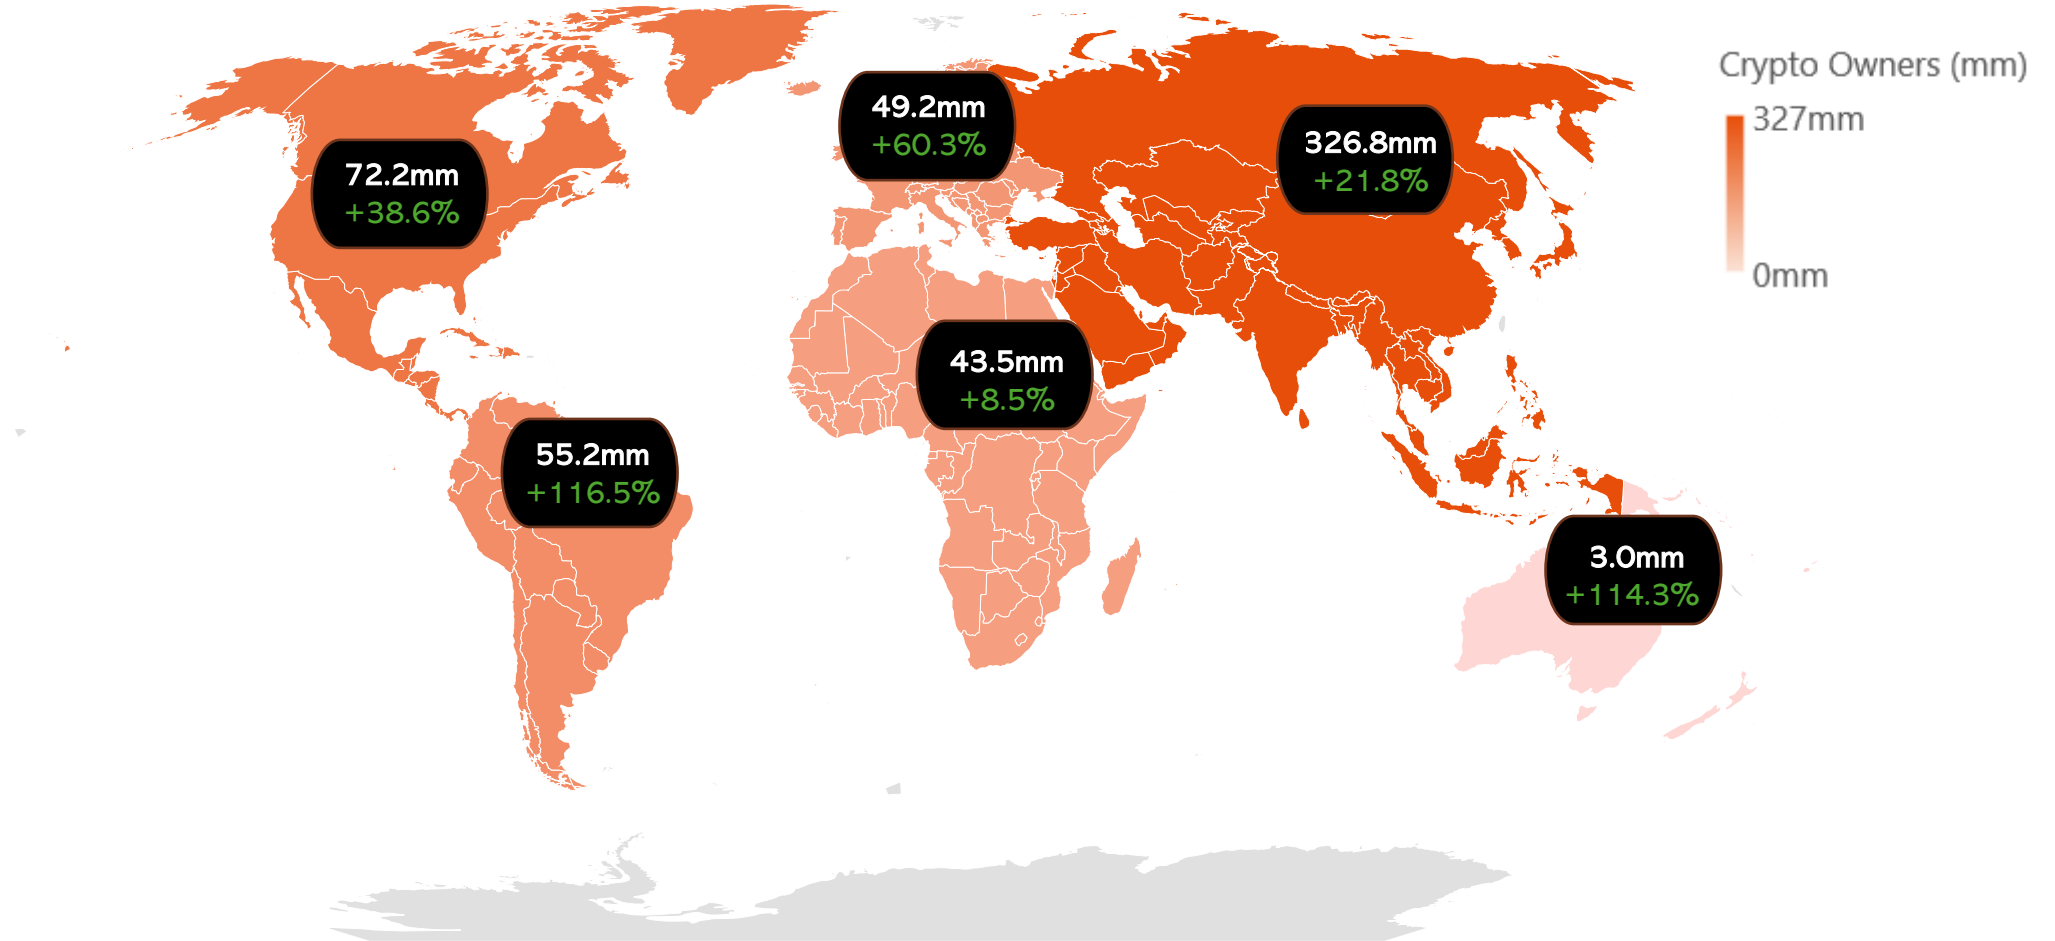 Crypto Owners (mm)
327mm
0mm
49.2mm
+60.3%
326.8mm
+21.8%
72.2mm
+38.6%
43.5mm
+8.5%
55.2mm
+116.5%
3.0mm
+114.3%